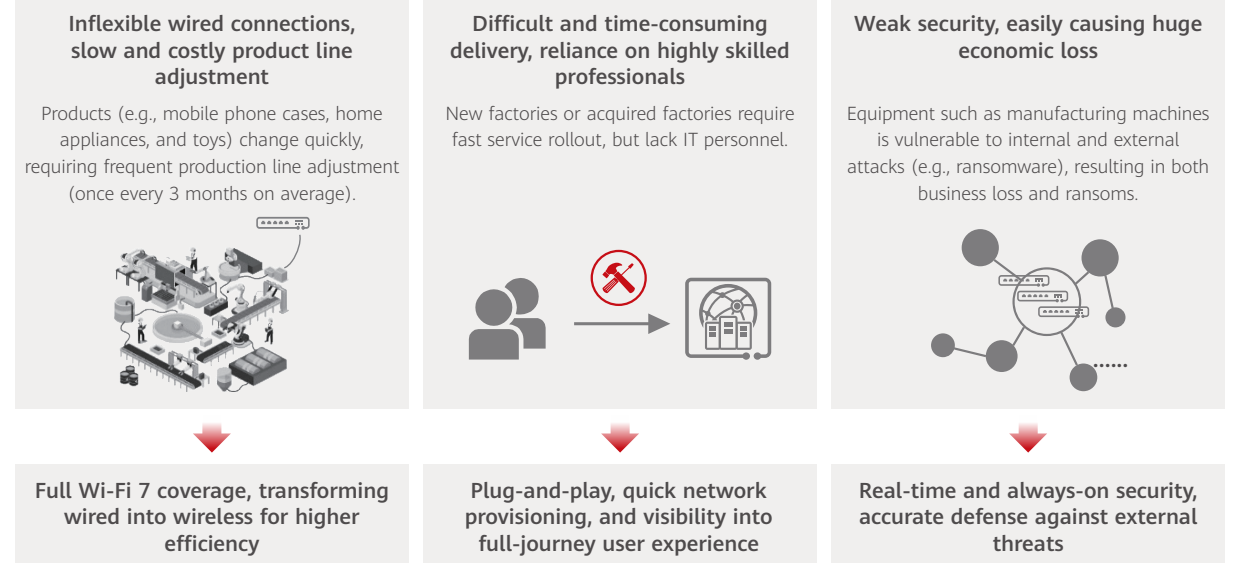 Inflexible wired connections,
slow and costly product line
adjustment
Products (e.g., mobile phone cases, home
appliances, and toys) change quickly,
requiring frequent production line adjustment
(once every 3 months on average).
Difficult and time-consuming
delivery, reliance on highly skilled
professionals
New factories or acquired factories require
fast service rollout, but lack IT personnel.
Weak security, easily causing huge
economic loss
Equipment such as manufacturing machines
is vulnerable to internal and external
attacks (e.g., ransomware), resulting in both
business loss and ransoms.
Full Wi-Fi 7 coverage, transforming
wired into wireless for higher
efficiency
Plug-and-play, quick network
provisioning, and visibility into
full-journey user experience
Real-time and always-on security,
accurate defense against external
threats